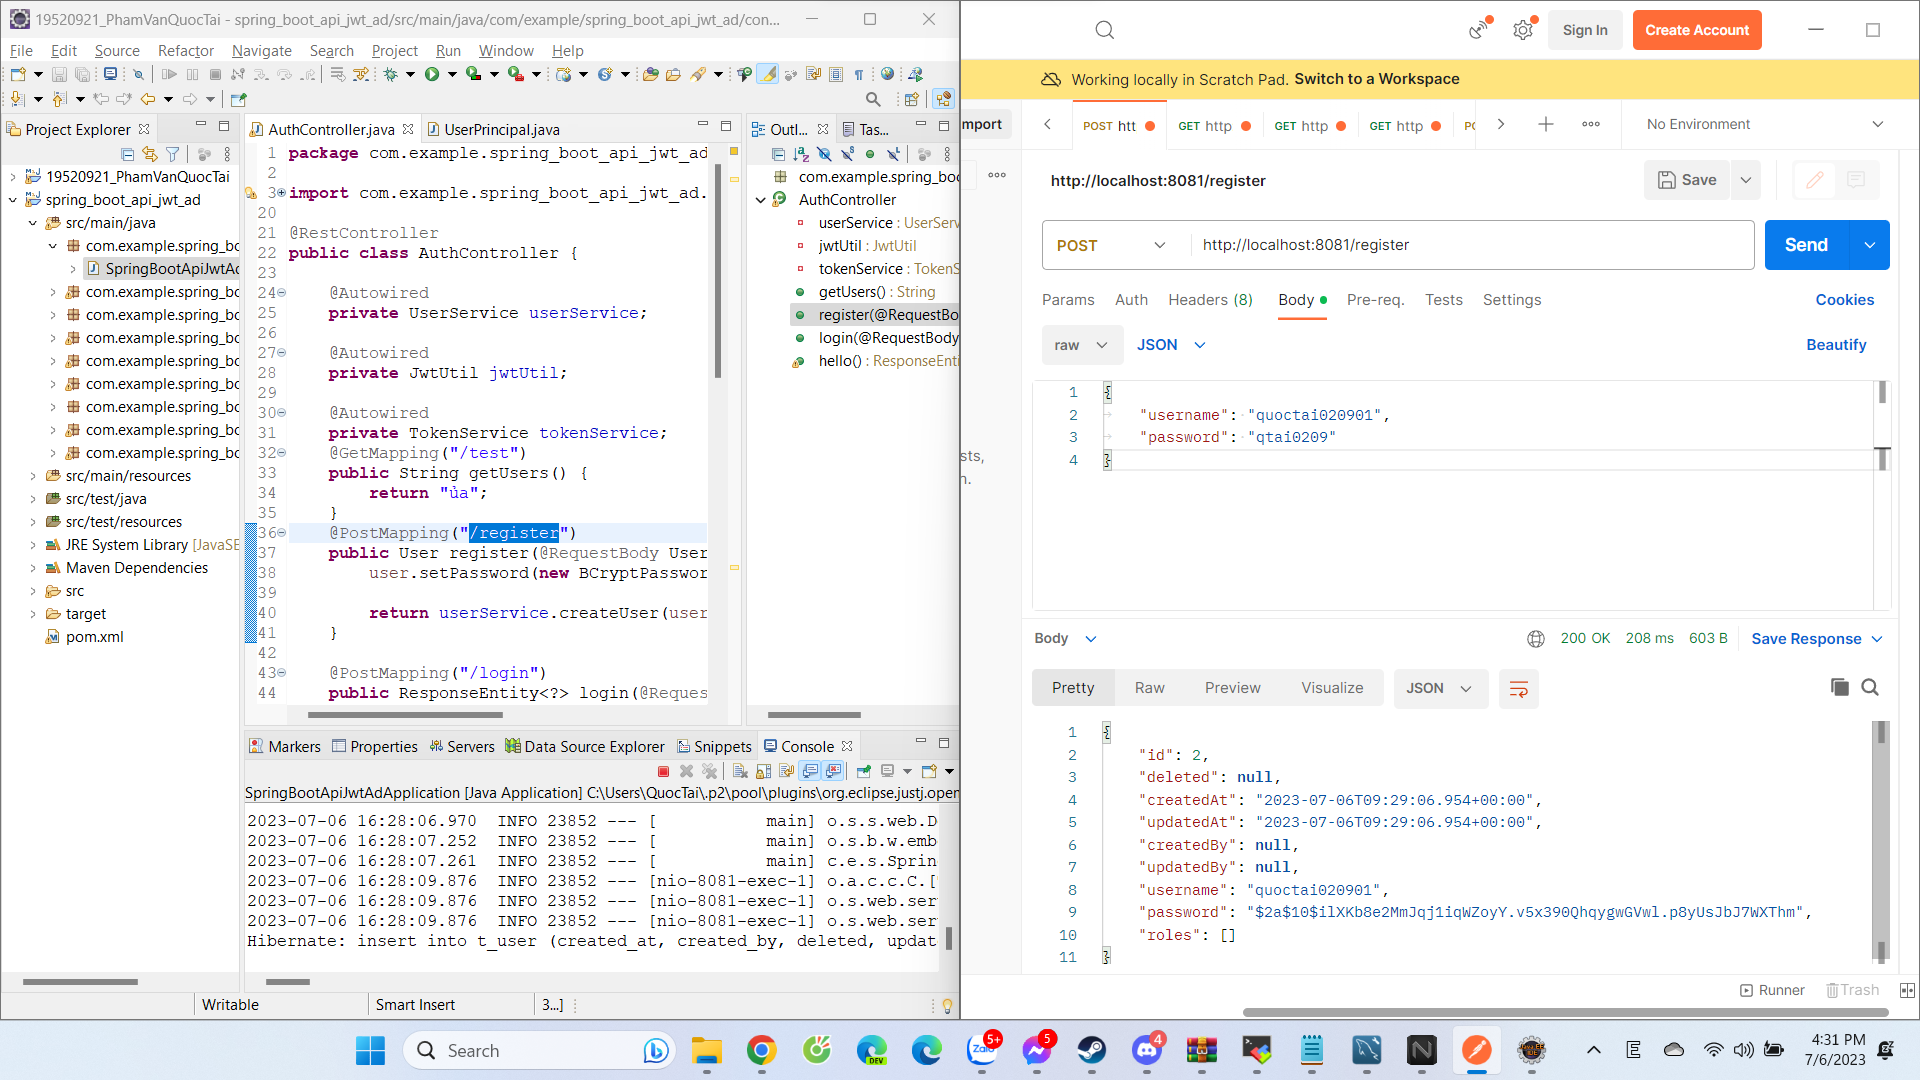 19520921_PhamVanQuocTai - spring_boot_api_jwt_ad/src/main/java/com/example/spring_boot_api_jwt_ad/con...
File Edit Source Refactor Navigate Search Project Run Window Help
Project Explorer
19520921_PhamVanQuocTai
spring_boot_api_jwt_ad
src/main/java
com.example.spring_bo
SpringBootApiJwtAd
com.example.spring_bo
com.example.spring_bo
com.example.spring_bo
com.example.spring_bo
com.example.spring_bo
com.example.spring_bo
com.example.spring_bo
com.example.spring_bo
src/main/resources
src/test/java
src/test/resources
JRE System Library [JavaSE
Maven Dependencies
src
target
pom.xml
AuthController.java UserPrincipal.java
1 package com.example.spring_boot_api_jwt_ad
2
3 import com.example.spring_boot_api_jwt_ad.
20
21 @RestController
22 public class AuthController {
23
24 @Autowired
25 private UserService userService;
26
27 @Autowired
28 private JwtUtil jwtUtil;
29
30 @Autowired
31 private TokenService tokenService;
32 @GetMapping("/test")
33 public String getUsers() {
34 return "ủa";
35 }
36 @PostMapping("/register")
37 public User register(@RequestBody User
38 user.setPassword(new BCryptPasswor
39
40 return userService.createUser(user
41 }
42
43 @PostMapping("/login")
44 public ResponseEntity<?> login(@Reques
Outl... Tas...
com.example.spring_boo
AuthController
userService : UserServ
jwtUtil : JwtUtil
tokenService : TokenS
getUsers() : String
register(@RequestBo
login(@RequestBody
hello() : ResponseEnti
Markers Properties Servers Data Source Explorer Snippets Console
SpringBootApiJwtAdApplication [Java Application] C:\Users\QuocTai\.p2\pool\plugins\org.eclipse.justj.open
2023-07-06 16:28:06.970 INFO 23852 --- [ main] o.s.s.web.D
2023-07-06 16:28:07.252 INFO 23852 --- [ main] o.s.b.w.emb
2023-07-06 16:28:07.261 INFO 23852 --- [ main] c.e.s.Sprin
2023-07-06 16:28:09.876 INFO 23852 --- [nio-8081-exec-1] o.a.c.c.C.[
2023-07-06 16:28:09.876 INFO 23852 --- [nio-8081-exec-1] o.s.web.ser
2023-07-06 16:28:09.876 INFO 23852 --- [nio-8081-exec-1] o.s.web.ser
Hibernate: insert into t_user (created_at, created_by, deleted, updat
Writable Smart Insert 3...]
Sign In Create Account
Working locally in Scratch Pad. Switch to a Workspace
mport POST htt GET http GET http GET http PO No Environment
http://localhost:8081/register Save
POST http://localhost:8081/register Send
Params Auth Headers (8) Body Pre-req. Tests Settings Cookies
raw JSON Beautify
1 {
2 "username": "quoctai020901",
3 "password": "qtai0209"
4 }
sts,
n.
Body 200 OK 208 ms 603 B Save Response
Pretty Raw Preview Visualize JSON
1 {
2 "id": 2,
3 "deleted": null,
4 "createdAt": "2023-07-06T09:29:06.954+00:00",
5 "updatedAt": "2023-07-06T09:29:06.954+00:00",
6 "createdBy": null,
7 "updatedBy": null,
8 "username": "quoctai020901",
9 "password": "$2a$10$ilXKb8e2MmJqj1iqWZoyY.v5x390QhqygwGVwl.p8yUsJbJ7WXThm",
10 "roles": []
11 }
Runner Trash
Search
DEV
Zalo
5+
5
4
4:31 PM
7/6/2023